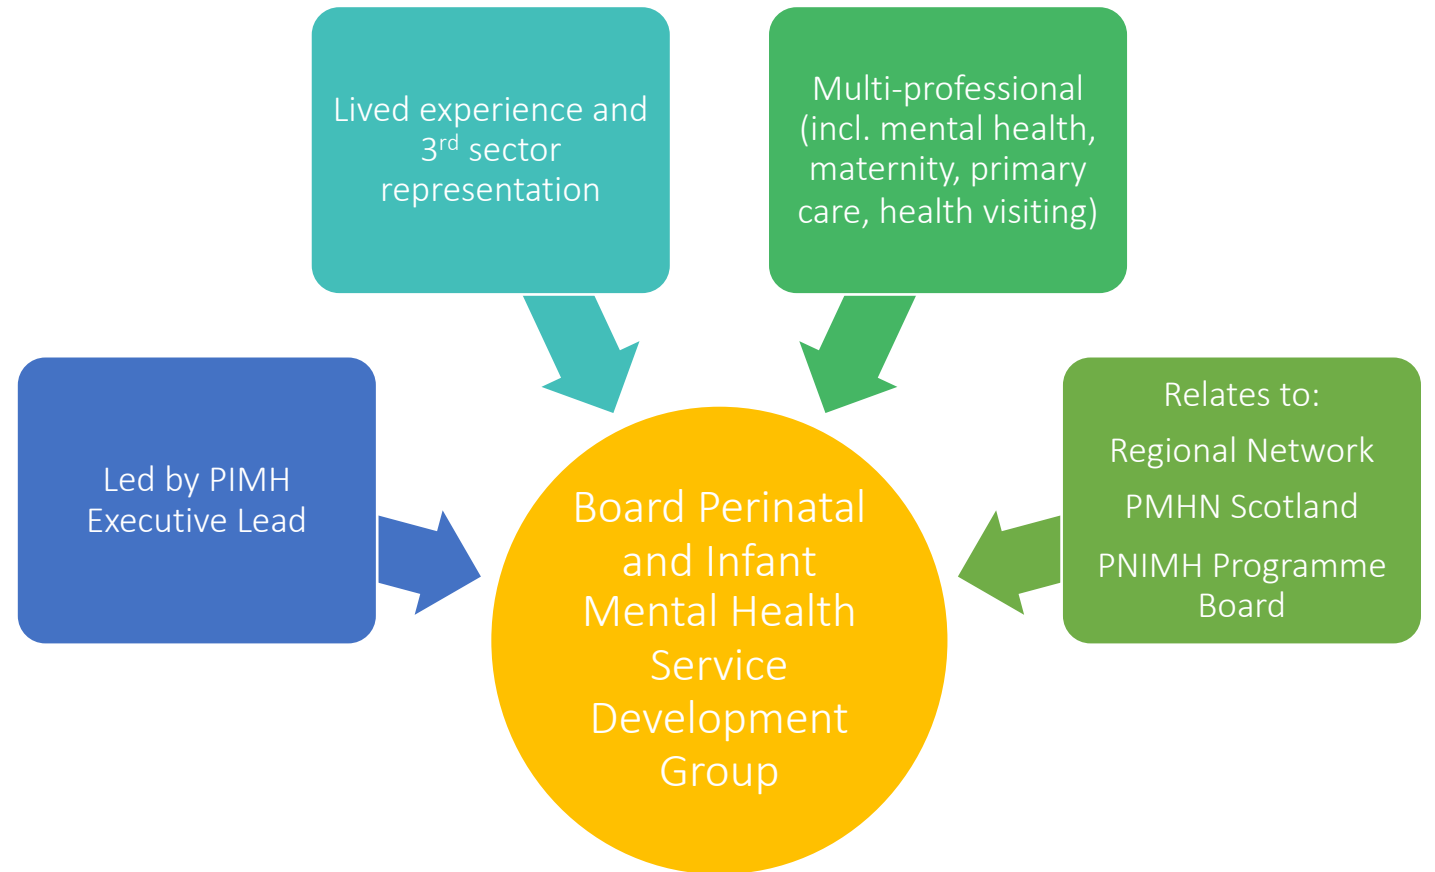 Lived experience and
3rd sector
representation
Multi-professional
(incl. mental health,
maternity, primary
care, health visiting)
Led by PIMH
Executive Lead
Relates to:
Regional Network
PMHN Scotland
PNIMH Programme
Board
Board Perinatal
and Infant
Mental Health
Service
Development
Group